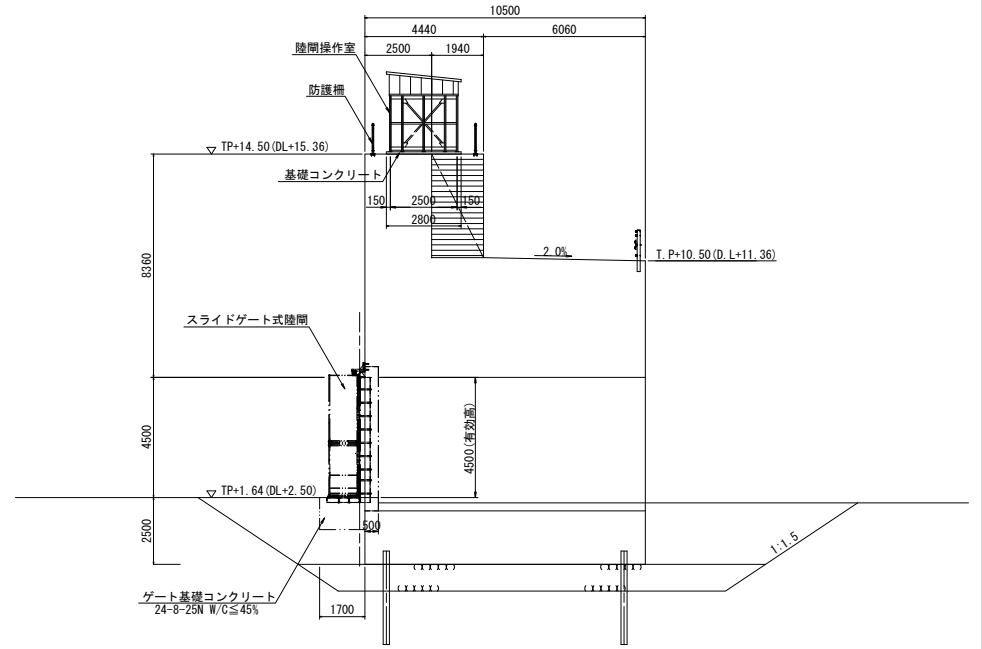 10500
4440
6060
2500
1940
陸閘操作室
防護柵
TP+14.50(DL+15.36)
基礎コンクリート
150
2500
150
2800
2.0%
T.P+10.50(D.L+11.36)
8360
スライドゲート式陸閘
4500
4500(有効高)
TP+1.64(DL+2.50)
500
2500
1:1.5
ゲート基礎コンクリート
24-8-25N W/C≦45%
1700